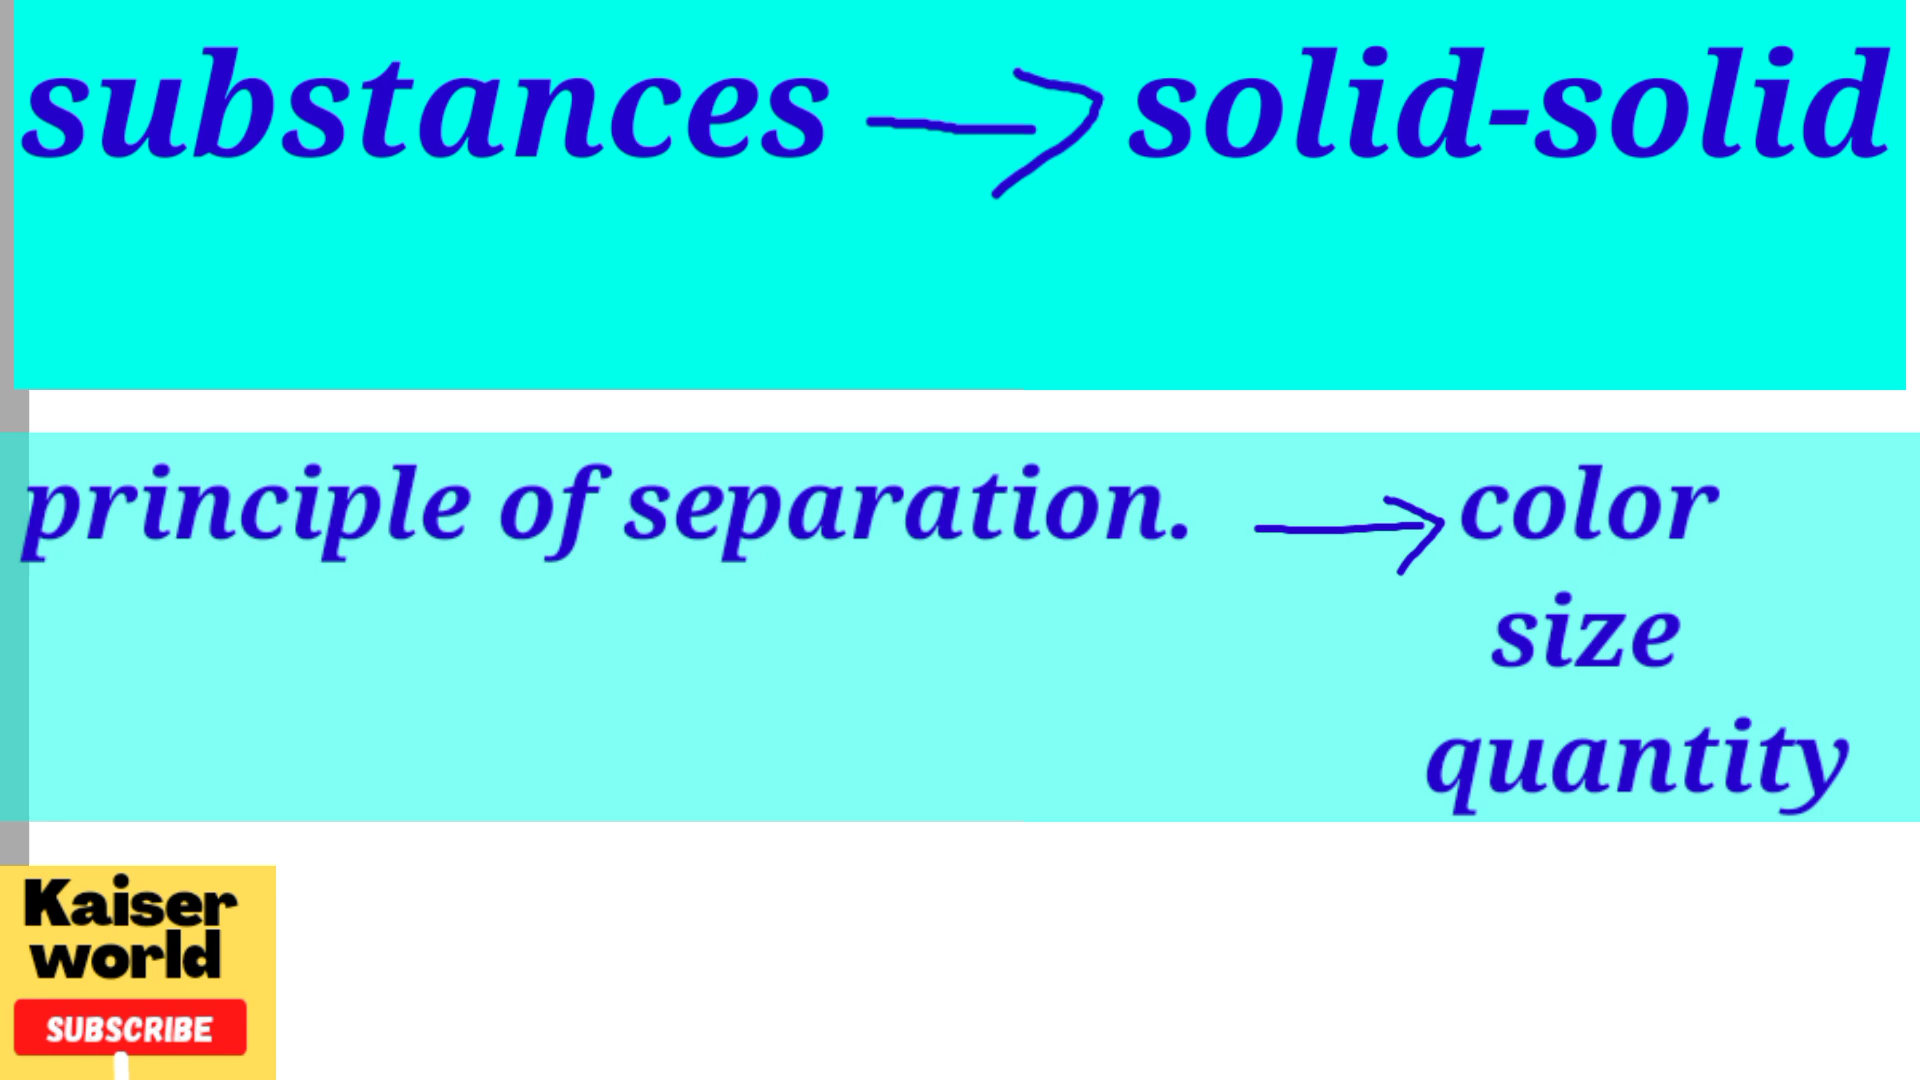 substances → solid-solid
principle of separation. → color
size
quantity
Kaiser
world
SUBSCRIBE